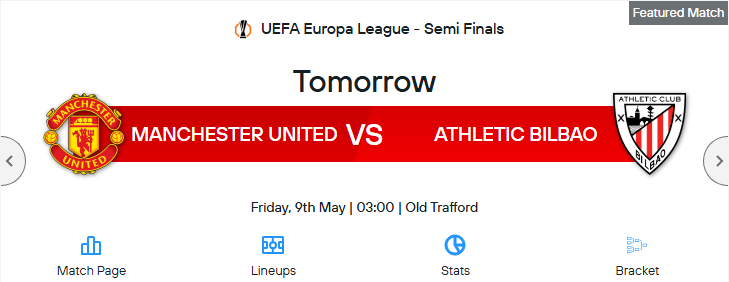 Featured Match
UEFA Europa League - Semi Finals
Tomorrow
MANCHESTER UNITED VS ATHLETIC BILBAO
MANCHESTER
UNITED
ATHLETIC CLUB
BILBAO
Friday, 9th May | 03:00 | Old Trafford
Match Page Lineups Stats Bracket